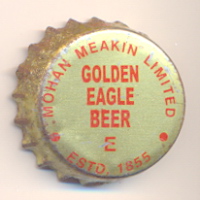 MOHAN MEAKIN LIMITED
GOLDEN
EAGLE
BEER
E
ESTD. 1855